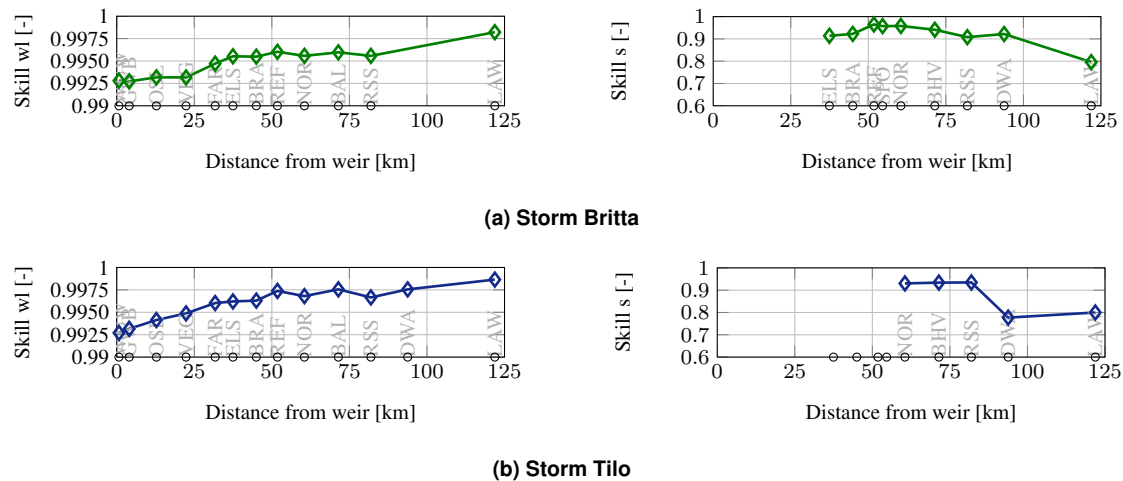 Skill wl [-]
1
0.9975
0.9950
0.9925
0.99
OSL
VEG
FAR
ELS
BRA
REF
NOR
BAL
RSS
LAW
0 25 50 75 100 125
Distance from weir [km]
Skill s [-]
1
0.9
0.8
0.6
ELS
BRA
NOR
BHV
RSS
DWA
LAW
0 25 50 75 100 125
Distance from weir [km]
(a) Storm Britta
Skill wl [-]
1
0.9975
0.9950
0.9925
0.99
OSL
VEG
FAR
ELS
BRA
REF
NOR
BAL
RSS
DWA
LAW
0 25 50 75 100 125
Distance from weir [km]
Skill s [-]
1
0.9
0.8
0.6
NOR
BHV
RSS
DWA
LAW
0 25 50 75 100 125
Distance from weir [km]
(b) Storm Tilo